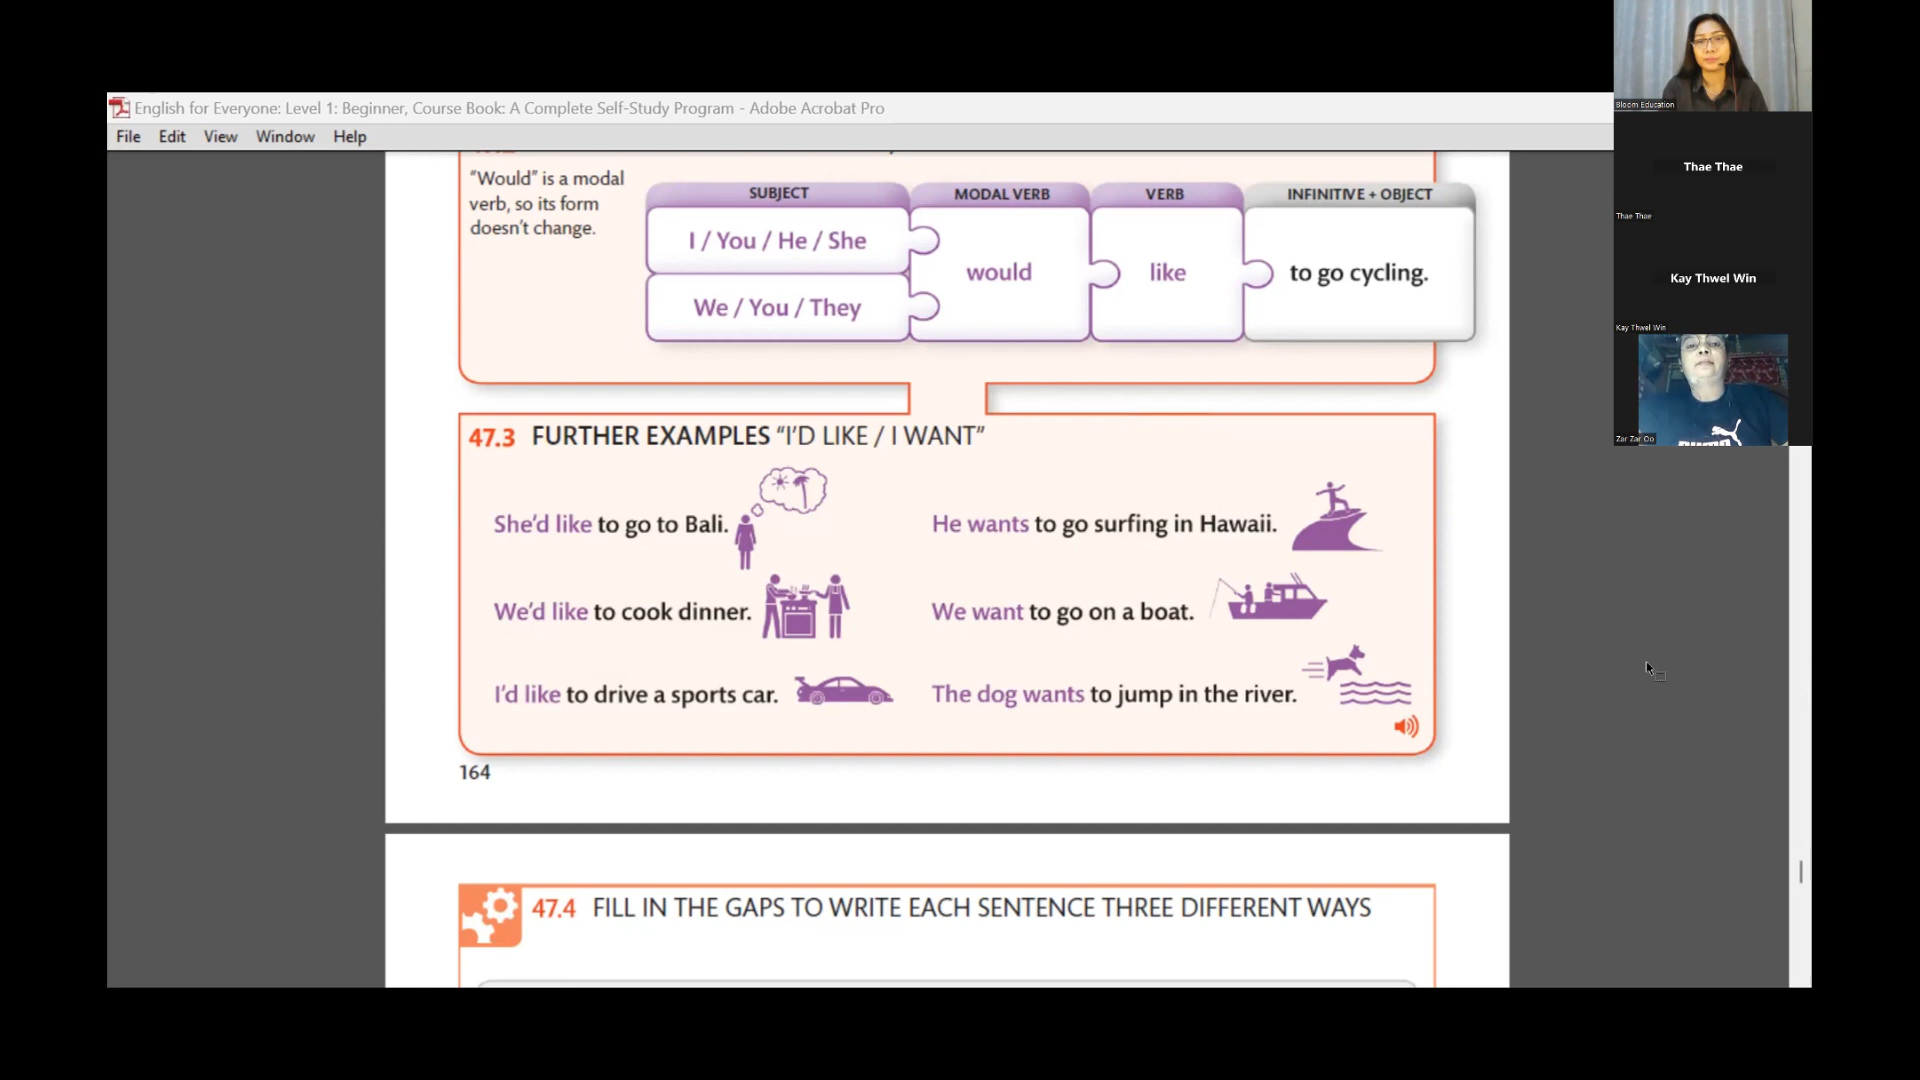 English for Everyone: Level 1: Beginner, Course Book: A Complete Self-Study Program - Adobe Acrobat Pro
File Edit View Window Help
"Would" is a modal
verb, so its form
doesn't change.
SUBJECT
MODAL VERB
VERB
INFINITIVE + OBJECT
I / You / He / She
We / You / They
would
like
to go cycling.
47.3 FURTHER EXAMPLES "I'D LIKE / I WANT"
She'd like to go to Bali.
He wants to go surfing in Hawaii.
We'd like to cook dinner.
We want to go on a boat.
I'd like to drive a sports car.
The dog wants to jump in the river.
164
47.4 FILL IN THE GAPS TO WRITE EACH SENTENCE THREE DIFFERENT WAYS
Bloom Education
Thae Thae
Thae Thae
Kay Thwel Win
Kay Thwel Win
Zar Zar Oo